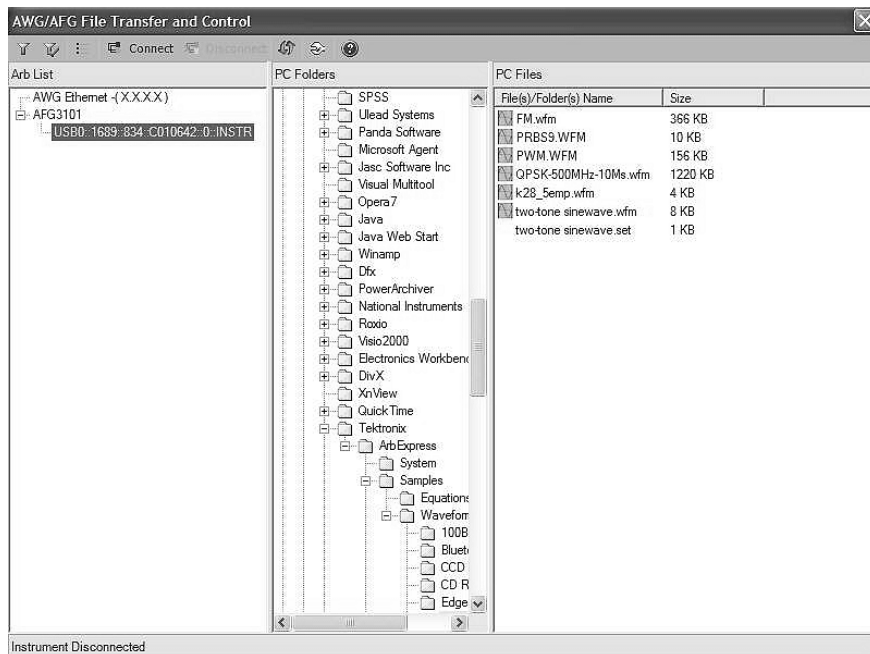 AWG/AFG File Transfer and Control
Connect Disconnect
Arb List
AWG Ethernet -( X.X.X.X )
AFG3101
USB0::1689::834::C010642::0::INSTR
PC Folders
SPSS
Ulead Systems
Panda Software
Microsoft Agent
Jasc Software Inc
Visual Multitool
Opera7
Java
Java Web Start
Winamp
Dfx
PowerArchiver
National Instruments
Roxio
Visio2000
Electronics Workbenc
DivX
XnView
QuickTime
Tektronix
ArbExpress
System
Samples
Equations
Waveform
100B
Bluet
CCD
CD R
Edge
PC Files
File(s)/Folder(s) Name Size
FM.wfm 366 KB
PRBS9.WFM 10 KB
PWM.WFM 156 KB
QPSK-500MHz-10Ms.wfm 1220 KB
k28_5emp.wfm 4 KB
two-tone sinewave.wfm 8 KB
two-tone sinewave.set 1 KB
Instrument Disconnected